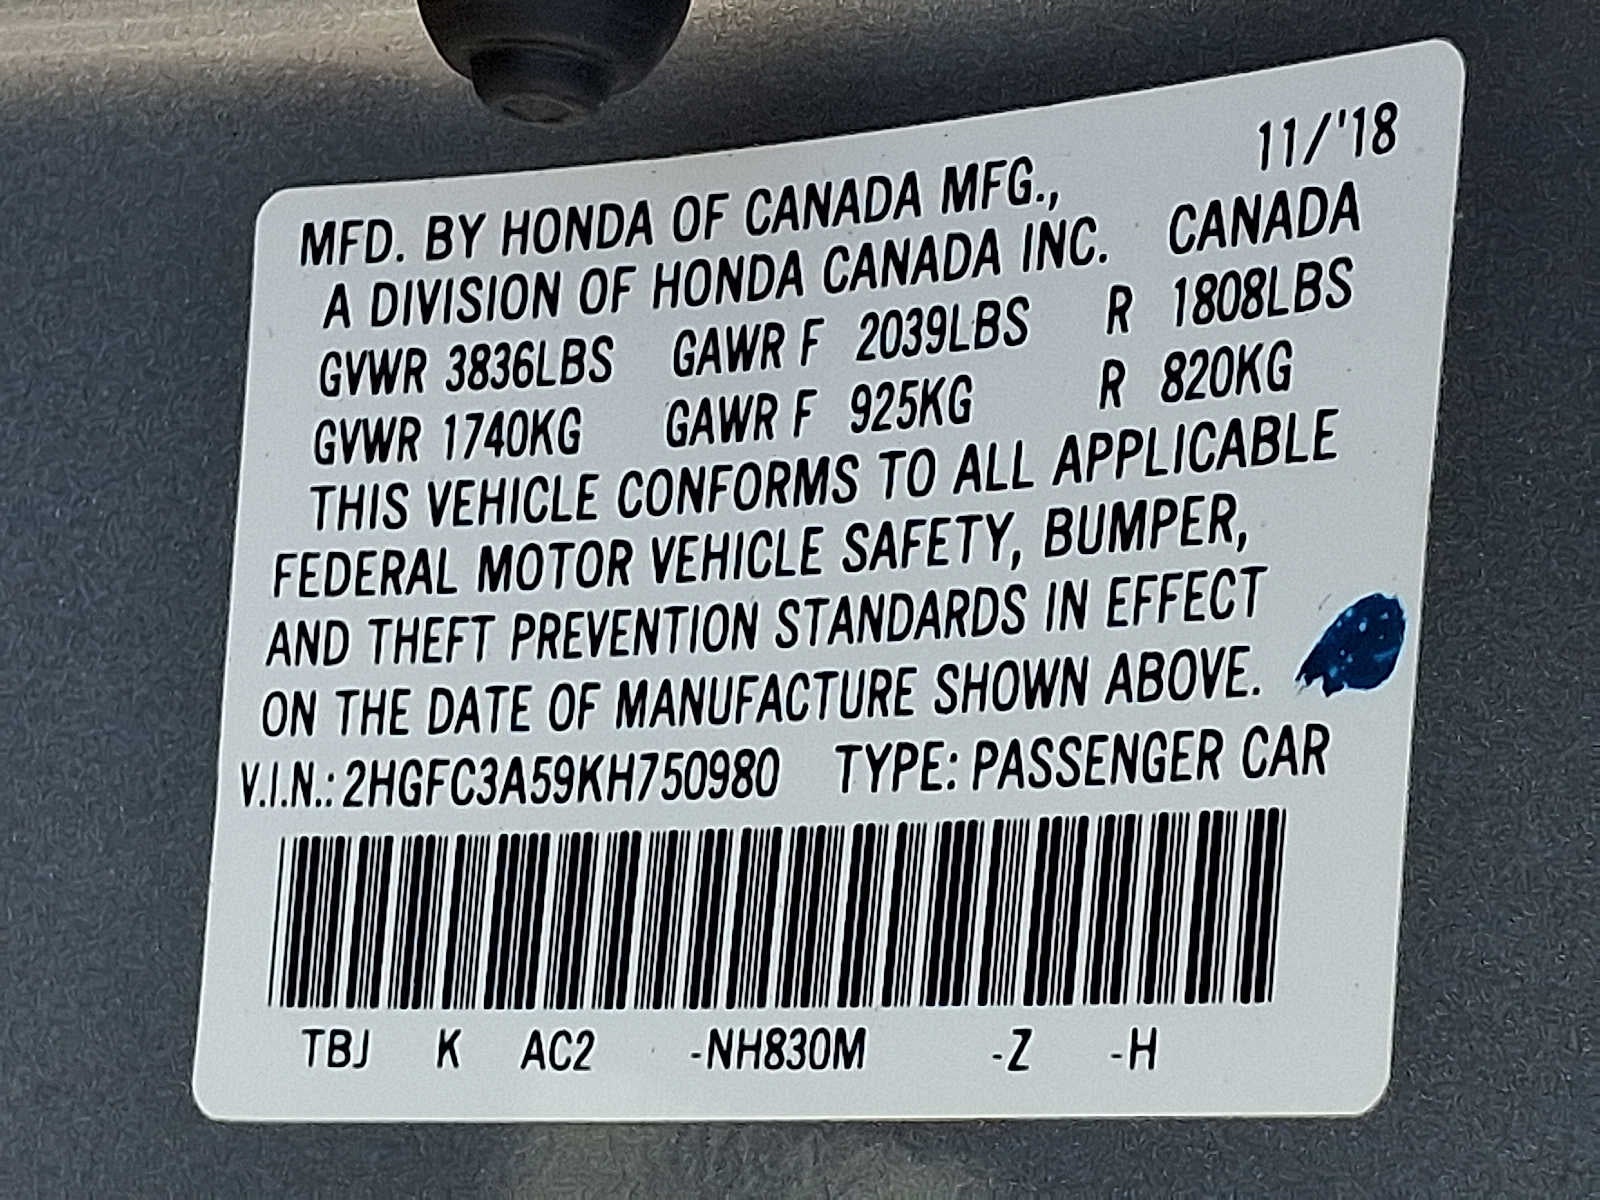 11/'18
MFD. BY HONDA OF CANADA MFG.,
A DIVISION OF HONDA CANADA INC. CANADA
GVWR 3836LBS GAWR F 2039LBS R 1808LBS
GVWR 1740KG GAWR F 925KG R 820KG
THIS VEHICLE CONFORMS TO ALL APPLICABLE
FEDERAL MOTOR VEHICLE SAFETY, BUMPER,
AND THEFT PREVENTION STANDARDS IN EFFECT
ON THE DATE OF MANUFACTURE SHOWN ABOVE.
V.I.N.: 2HGFC3A59KH750980 TYPE: PASSENGER CAR
TBJ K AC2 -NH830M -Z -H